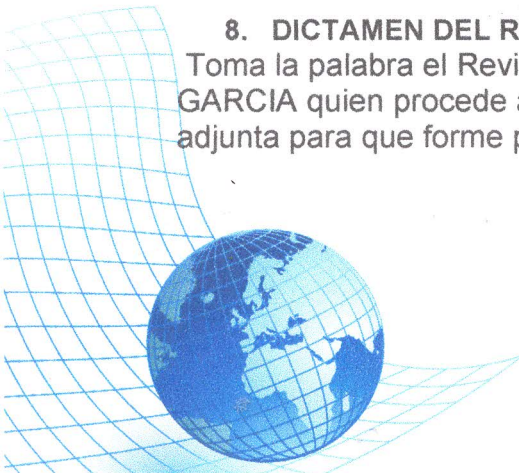 8. DICTAMEN DEL R
Toma la palabra el Revi
GARCIA quien procede a
adjunta para que forme p